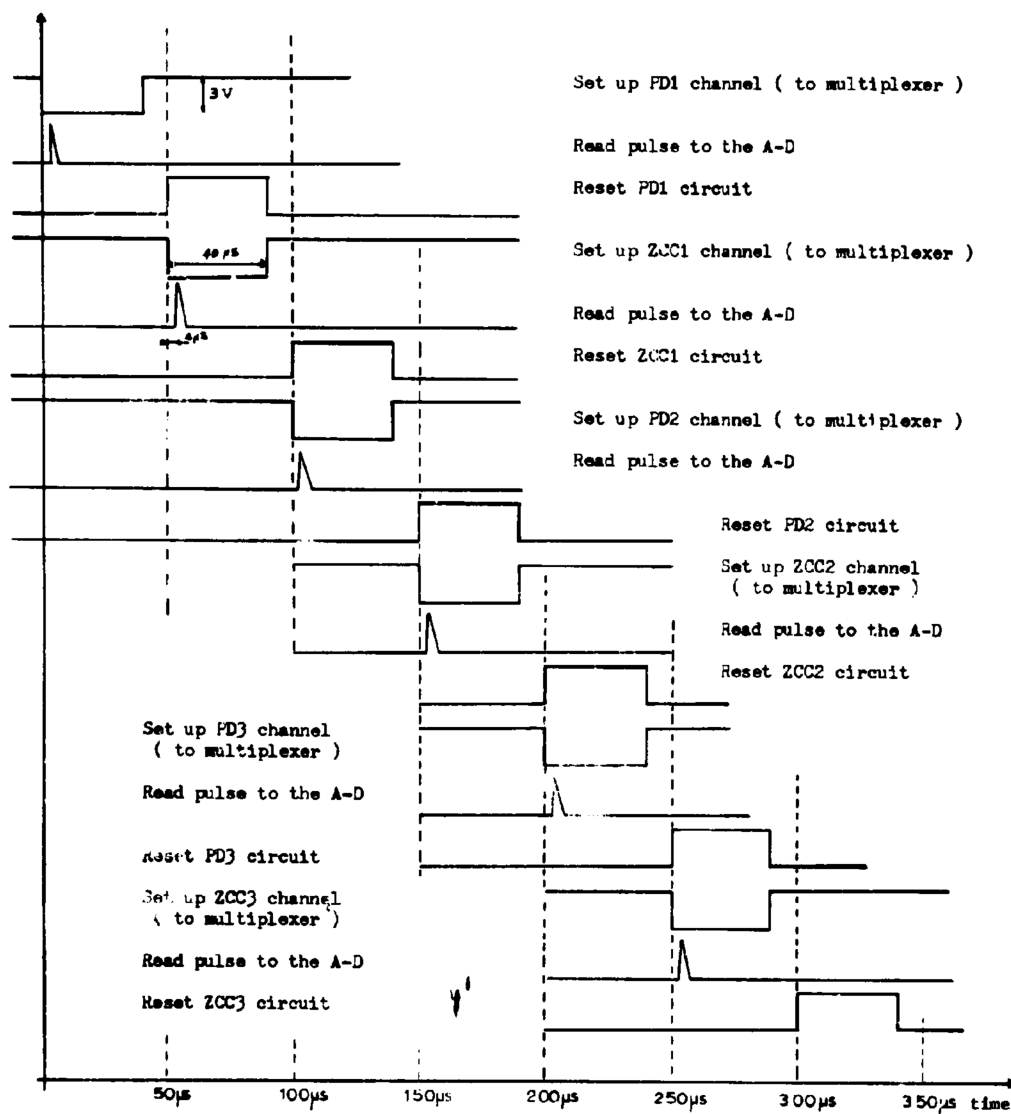 3V
Set up PD1 channel ( to multiplexer )
Read pulse to the A-D
Reset PD1 circuit
Set up ZCC1 channel ( to multiplexer )
40 µs
Read pulse to the A-D
Reset ZCC1 circuit
Set up PD2 channel ( to multiplexer )
Read pulse to the A-D
Reset PD2 circuit
Set up ZCC2 channel
( to multiplexer )
Read pulse to the A-D
Reset ZCC2 circuit
Set up PD3 channel
( to multiplexer )
Read pulse to the A-D
Reset PD3 circuit
Set up ZCC3 channel
( to multiplexer )
Read pulse to the A-D
Reset ZCC3 circuit
50µs 100µs 150µs 200µs 250µs 300µs 350µs time